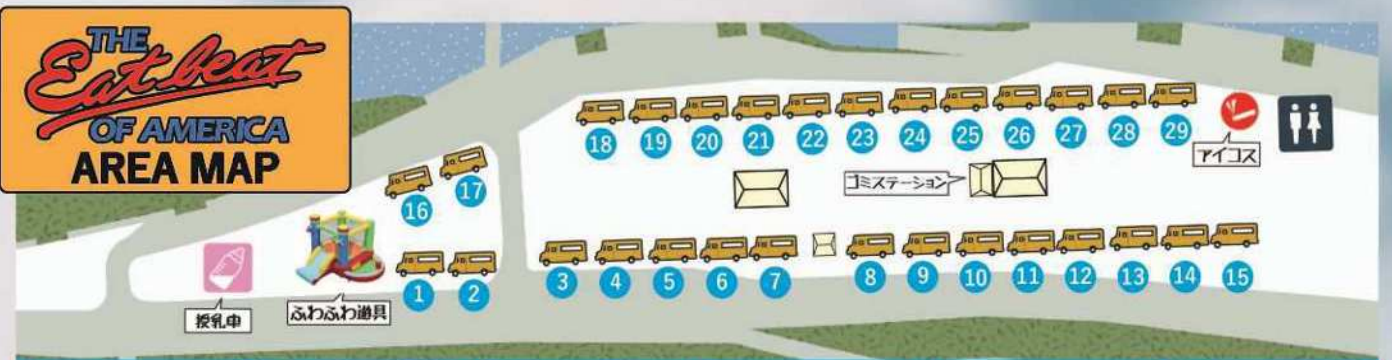 THE
Eat beat
OF AMERICA
AREA MAP
18 19 20 21 22 23 24 25 26 27 28 29
アイコス
17
16
ゴミステーション
1 2
3 4 5 6 7 8 9 10 11 12 13 14 15
授乳中
ふわふわ遊具